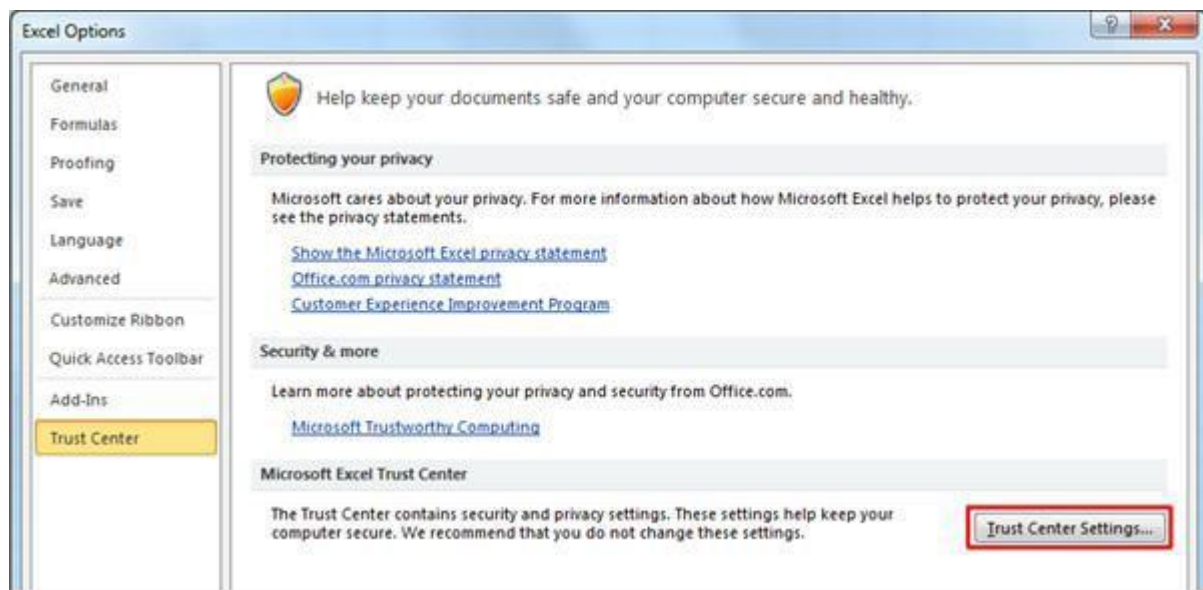 Excel Options
General
Formulas
Proofing
Save
Language
Advanced
Customize Ribbon
Quick Access Toolbar
Add-Ins
Trust Center
Help keep your documents safe and your computer secure and healthy.
Protecting your privacy
Microsoft cares about your privacy. For more information about how Microsoft Excel helps to protect your privacy, please
see the privacy statements.
Show the Microsoft Excel privacy statement
Office.com privacy statement
Customer Experience Improvement Program
Security & more
Learn more about protecting your privacy and security from Office.com.
Microsoft Trustworthy Computing
Microsoft Excel Trust Center
The Trust Center contains security and privacy settings. These settings help keep your
computer secure. We recommend that you do not change these settings.
Trust Center Settings...